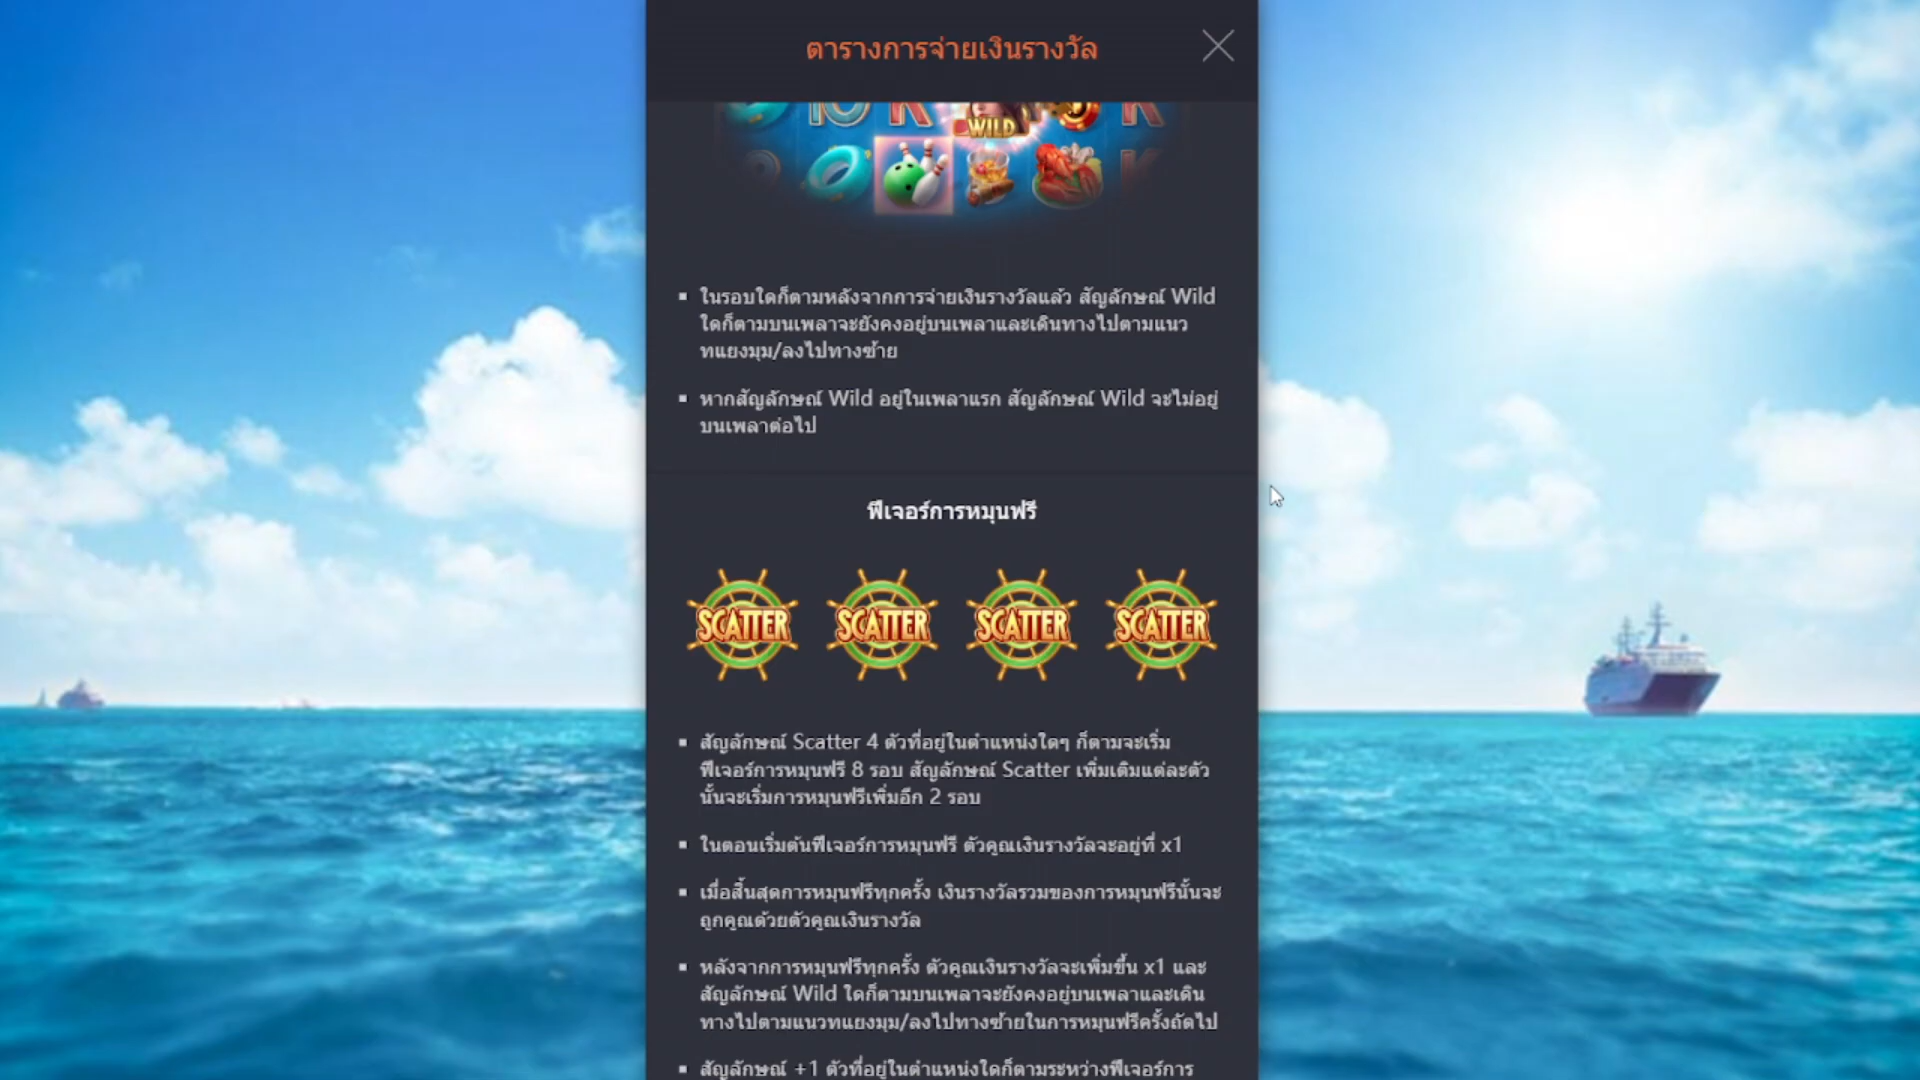 ตารางการจ่ายเงินรางวัล
10 K K
WILD
K
ในรอบใดก็ตามหลังจากการจ่ายเงินรางวัลแล้ว สัญลักษณ์ Wild
ใดก็ตามบนเพลาจะยังคงอยู่บนเพลาและเดินทางไปตามแนว
ทแยงมุม/ลงไปทางซ้าย
หากสัญลักษณ์ Wild อยู่ในเพลาแรก สัญลักษณ์ Wild จะไม่อยู่
บนเพลาต่อไป
ฟีเจอร์การหมุนฟรี
SCATTER SCATTER SCATTER SCATTER
สัญลักษณ์ Scatter 4 ตัวที่อยู่ในตำแหน่งใดๆ ก็ตามจะเริ่ม
ฟีเจอร์การหมุนฟรี 8 รอบ สัญลักษณ์ Scatter เพิ่มเติมแต่ละตัว
นั้นจะเริ่มการหมุนฟรีเพิ่มอีก 2 รอบ
ในตอนเริ่มต้นฟีเจอร์การหมุนฟรี ตัวคูณเงินรางวัลจะอยู่ที่ x1
เมื่อสิ้นสุดการหมุนฟรีทุกครั้ง เงินรางวัลรวมของการหมุนฟรีนั้นจะ
ถูกคูณด้วยตัวคูณเงินรางวัล
หลังจากการหมุนฟรีทุกครั้ง ตัวคูณเงินรางวัลจะเพิ่มขึ้น x1 และ
สัญลักษณ์ Wild ใดก็ตามบนเพลาจะยังคงอยู่บนเพลาและเดิน
ทางไปตามแนวทแยงมุม/ลงไปทางซ้ายในการหมุนฟรีครั้งถัดไป
สัญลักษณ์ +1 ตัวที่อยู่ในตำแหน่งใดก็ตามระหว่างฟีเจอร์การ